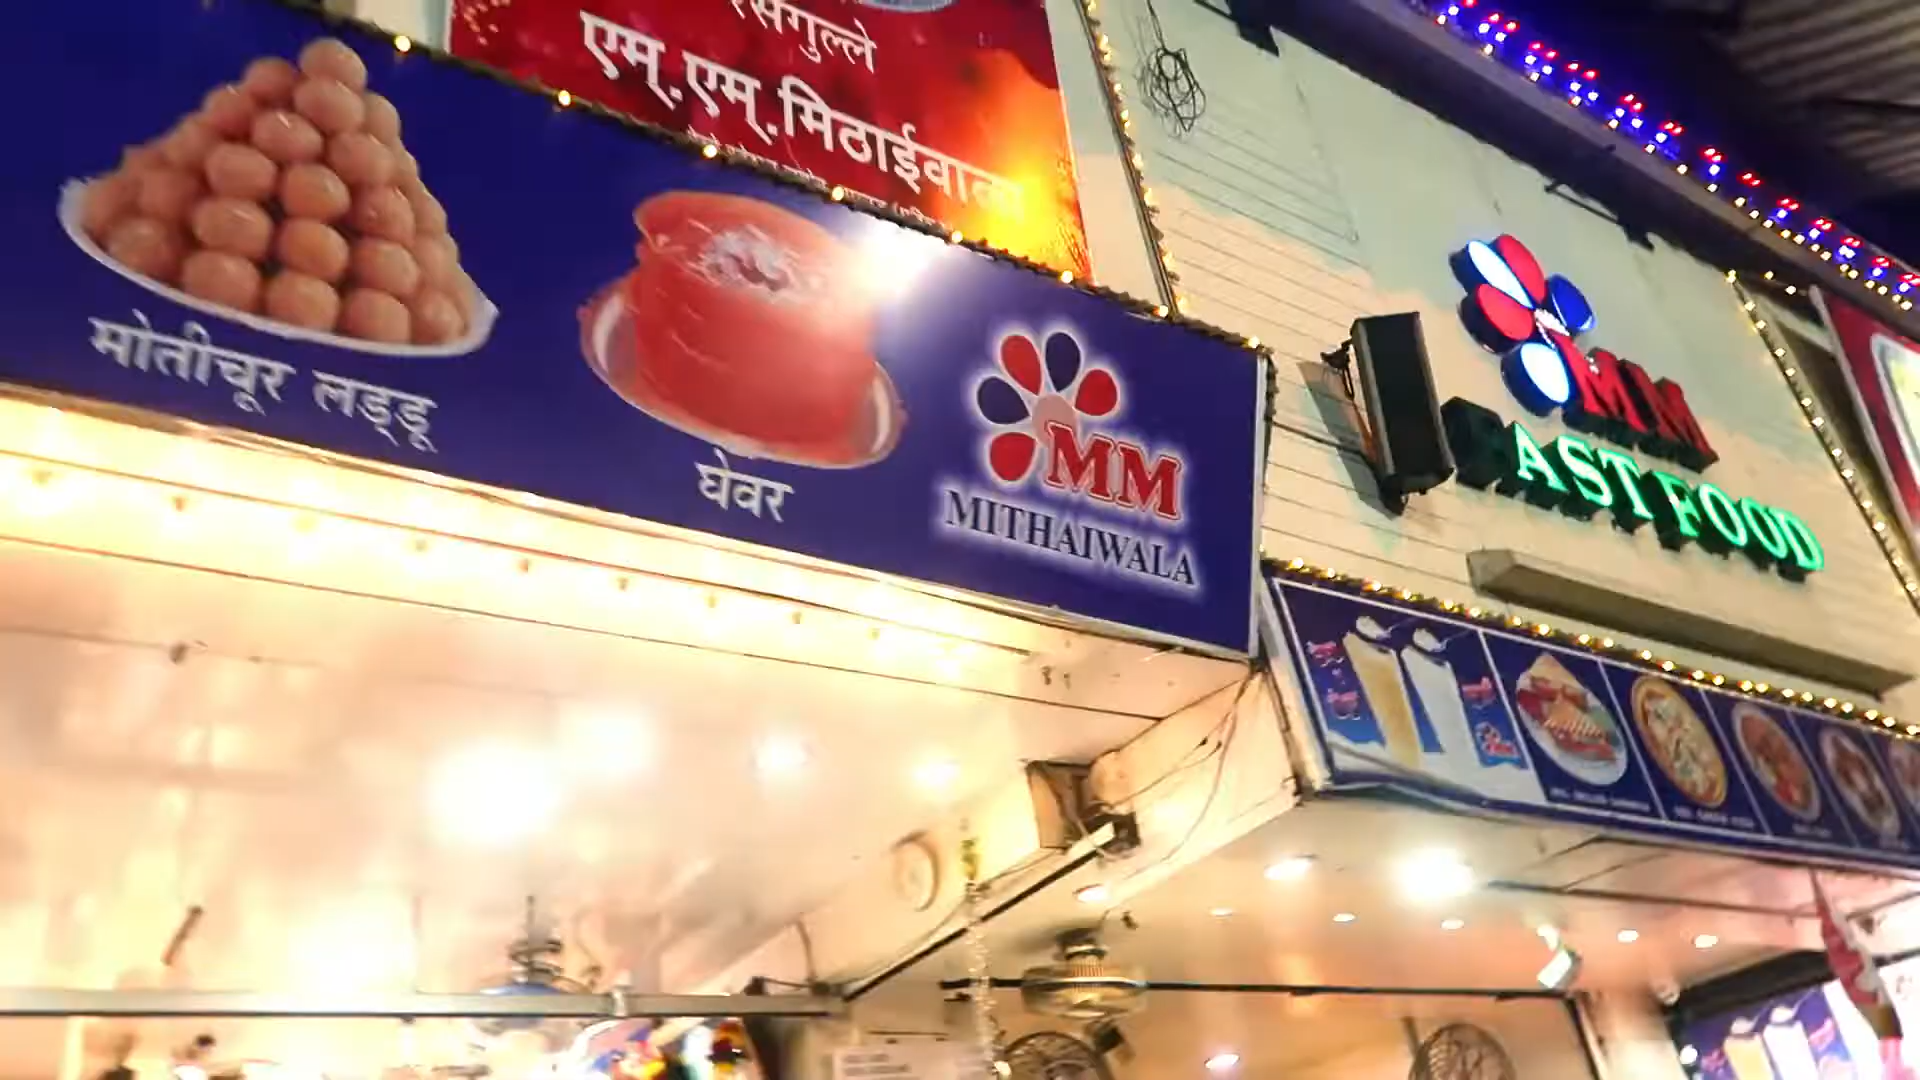 रसगुल्ले
एम्.एम्.मिठाईवाला
मोतीचूर लड्डू
घेवर
MM
MITHAIWALA
MM
FAST FOOD